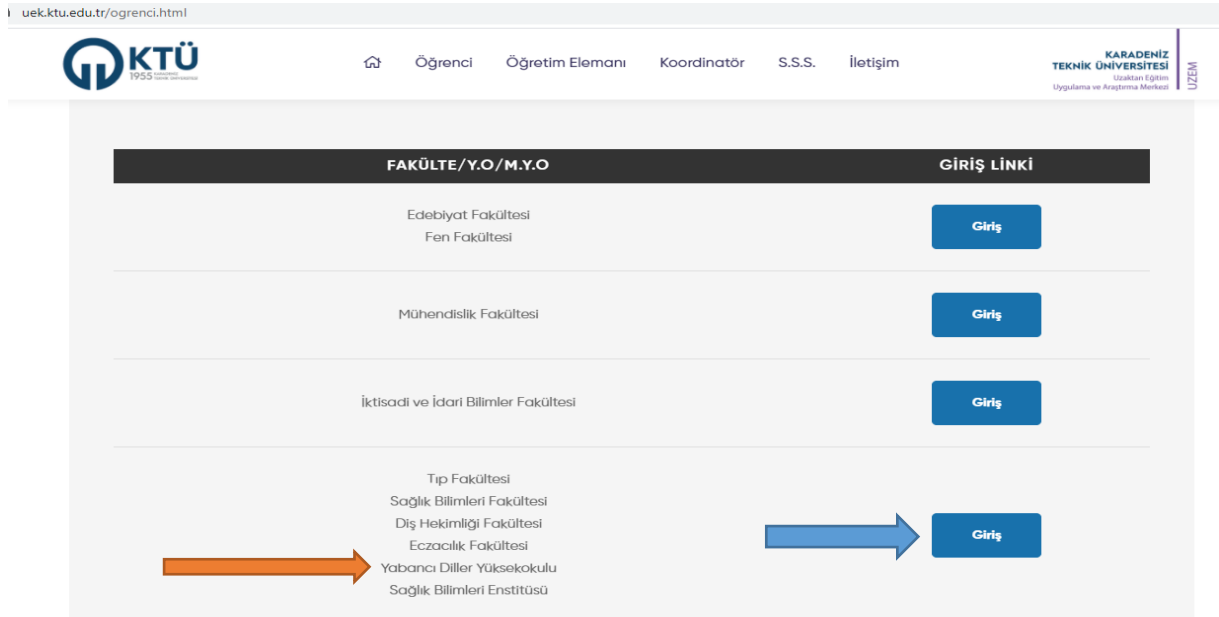 uek.ktu.edu.tr/ogrenci.html
KTÜ
1955
Öğrenci
Öğretim Elemanı
Koordinatör
S.S.S.
İletişim
KARADENİZ
TEKNİK ÜNİVERSİTESİ
Uzaktan Eğitim
Uygulama ve Araştırma Merkezi
UZEM
FAKÜLTE/Y.O/M.Y.O
GİRİŞ LİNKİ
Edebiyat Fakültesi
Fen Fakültesi
Giriş
Mühendislik Fakültesi
Giriş
İktisadi ve İdari Bilimler Fakültesi
Giriş
Tıp Fakültesi
Sağlık Bilimleri Fakültesi
Diş Hekimliği Fakültesi
Eczacılık Fakültesi
Yabancı Diller Yüksekokulu
Sağlık Bilimleri Enstitüsü
Giriş